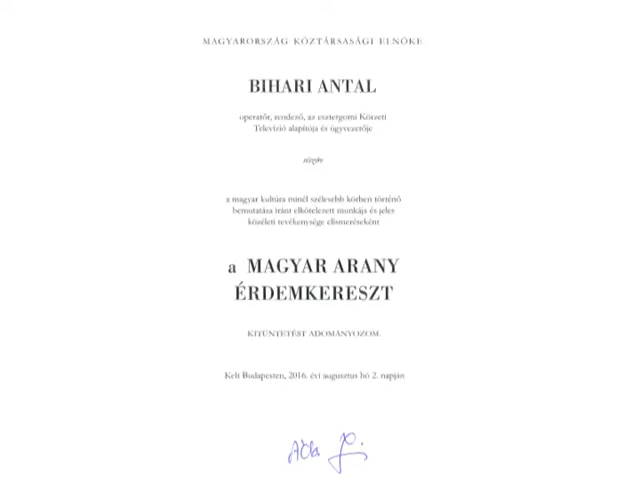 MAGYARORSZÁG KÖZTÁRSASÁGI ELNÖKE
BIHARI ANTAL
operatőr, rendező, az esztergomi Körzeti
Televízió alapítója és ügyvezetője
részére
a magyar kultúra minél szélesebb körben történő
bemutatása iránt elkötelezett munkája és jeles
közéleti tevékenysége elismeréseként
a MAGYAR ARANY
ÉRDEMKERESZT
KITÜNTETÉST ADOMÁNYOZOM.
Kelt Budapesten, 2016. évi augusztus hó 2. napján